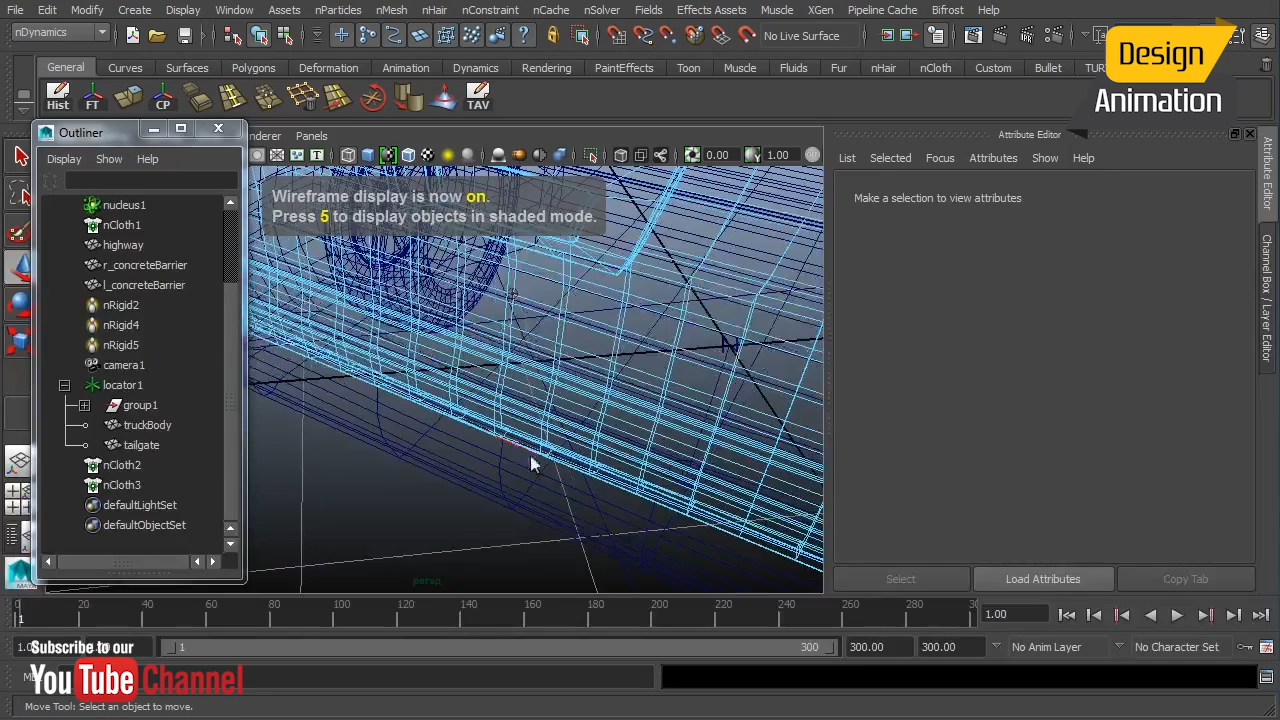 File Edit Modify Create Display Window Assets nParticles nMesh nHair nConstraint nCache nSolver Fields Effects Assets Muscle XGen Pipeline Cache Bifrost Help
nDynamics
No Live Surface
General Curves Surfaces Polygons Deformation Animation Dynamics Rendering PaintEffects Toon Muscle Fluids Fur nHair nCloth Custom Bullet TUR
Hist FT CP TAV
Design
Animation
Outliner
Display Show Help
nucleus1
nCloth1
highway
r_concreteBarrier
l_concreteBarrier
nRigid2
nRigid4
nRigid5
camera1
locator1
group1
truckBody
tailgate
nCloth2
nCloth3
defaultLightSet
defaultObjectSet
nderer Panels
0.00 1.00
Wireframe display is now on.
Press 5 to display objects in shaded mode.
persp
Attribute Editor
List Selected Focus Attributes Show Help
Make a selection to view attributes
Select Load Attributes Copy Tab
Attribute Editor
Channel Box / Layer Editor
0 20 40 60 80 100 120 140 160 180 200 220 240 260 280 30
1
1.00
1 300 300.00 300.00 No Anim Layer No Character Set
Subscribe to our
YouTube Channel
Move Tool: Select an object to move.